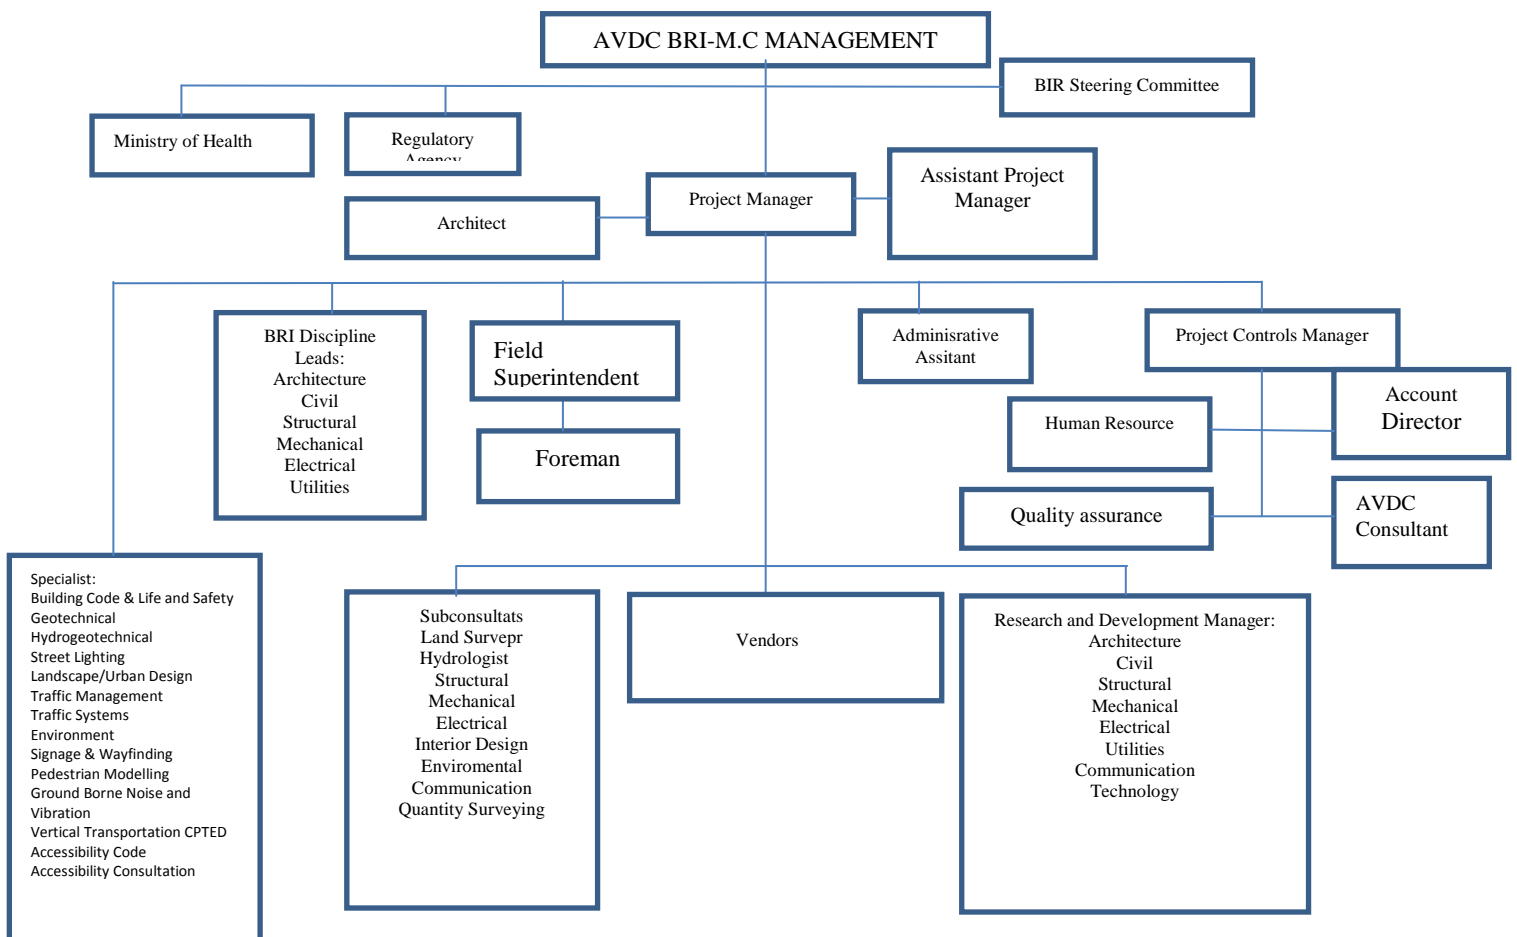 AVDC BRI-M.C MANAGEMENT
BIR Steering Committee
Ministry of Health
Regulatory
Agency
Project Manager
Assistant Project
Manager
Architect
BRI Discipline
Leads:
Architecture
Civil
Structural
Mechanical
Electrical
Utilities
Field
Superintendent
Foreman
Adminisrative
Assitant
Project Controls Manager
Human Resource
Account
Director
Quality assurance
AVDC
Consultant
Specialist:
Building Code & Life and Safety
Geotechnical
Hydrogeotechnical
Street Lighting
Landscape/Urban Design
Traffic Management
Traffic Systems
Environment
Signage & Wayfinding
Pedestrian Modelling
Ground Borne Noise and
Vibration
Vertical Transportation CPTED
Accessibility Code
Accessibility Consultation
Subconsultats
Land Survepr
Hydrologist
Structural
Mechanical
Electrical
Interior Design
Enviromental
Communication
Quantity Surveying
Vendors
Research and Development Manager:
Architecture
Civil
Structural
Mechanical
Electrical
Utilities
Communication
Technology